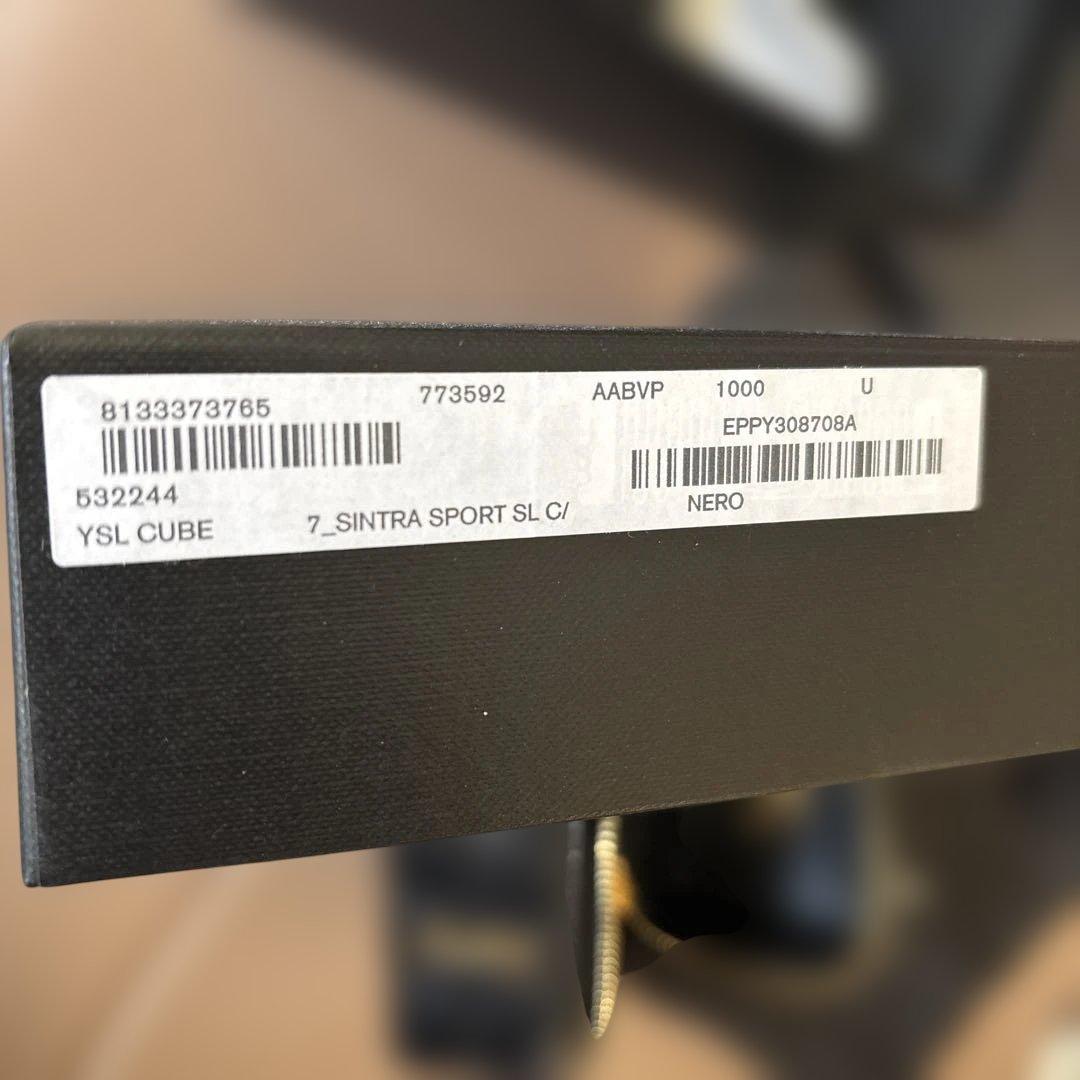 8133373765 773592 AABVP 1000 U
EPPY308708A
532244
YSL CUBE 7_SINTRA SPORT SL C/ NERO